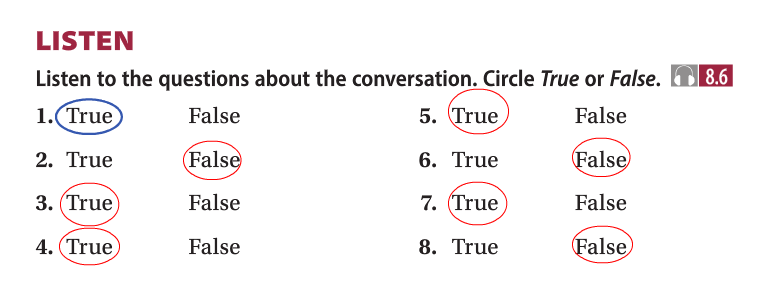 LISTEN
Listen to the questions about the conversation. Circle True or False. 8.6
1. True False
2. True False
3. True False
4. True False
5. True False
6. True False
7. True False
8. True False